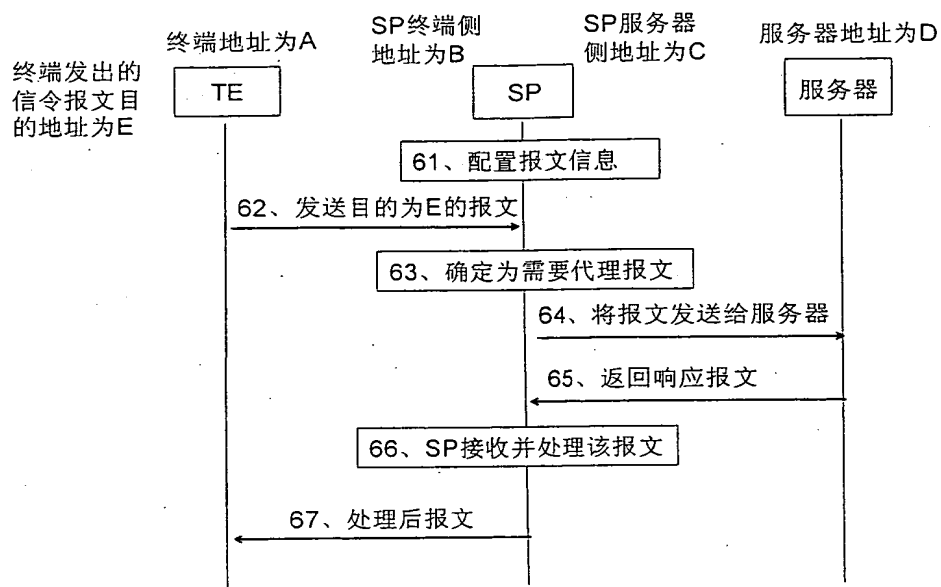 终端地址为A
SP终端侧
地址为B
SP服务器
侧地址为C
服务器地址为D
终端发出的
信令报文目
的地址为E
TE
SP
服务器
61、配置报文信息
62、发送目的为E的报文
63、确定为需要代理报文
64、将报文发送给服务器
65、返回响应报文
66、SP接收并处理该报文
67、处理后报文